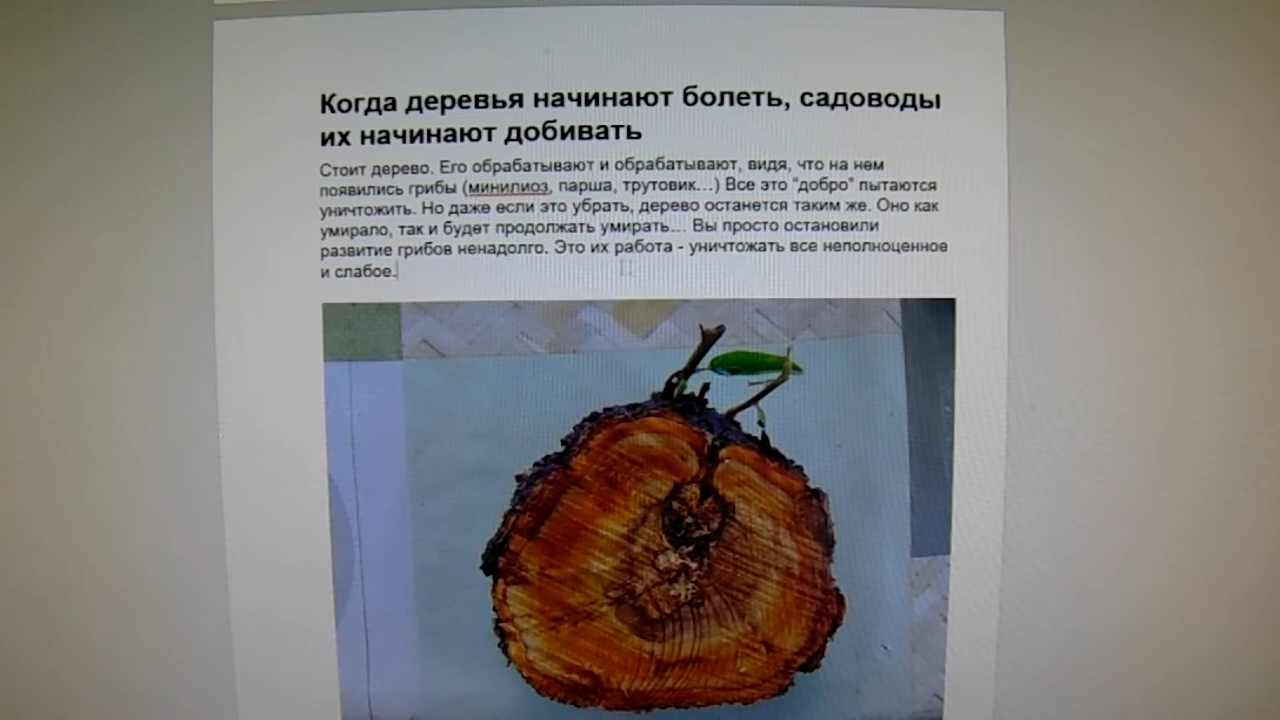 Когда деревья начинают болеть, садоводы
их начинают добивать
Стоит дерево. Его обрабатывают и обрабатывают, видя, что на нем
появились грибы (минилиоз, парша, трутовик...) Все это "добро" пытаются
уничтожить. Но даже если это убрать, дерево останется таким же. Оно как
умирало, так и будет продолжать умирать... Вы просто остановили
развитие грибов ненадолго. Это их работа - уничтожать все неполноценное
и слабое.